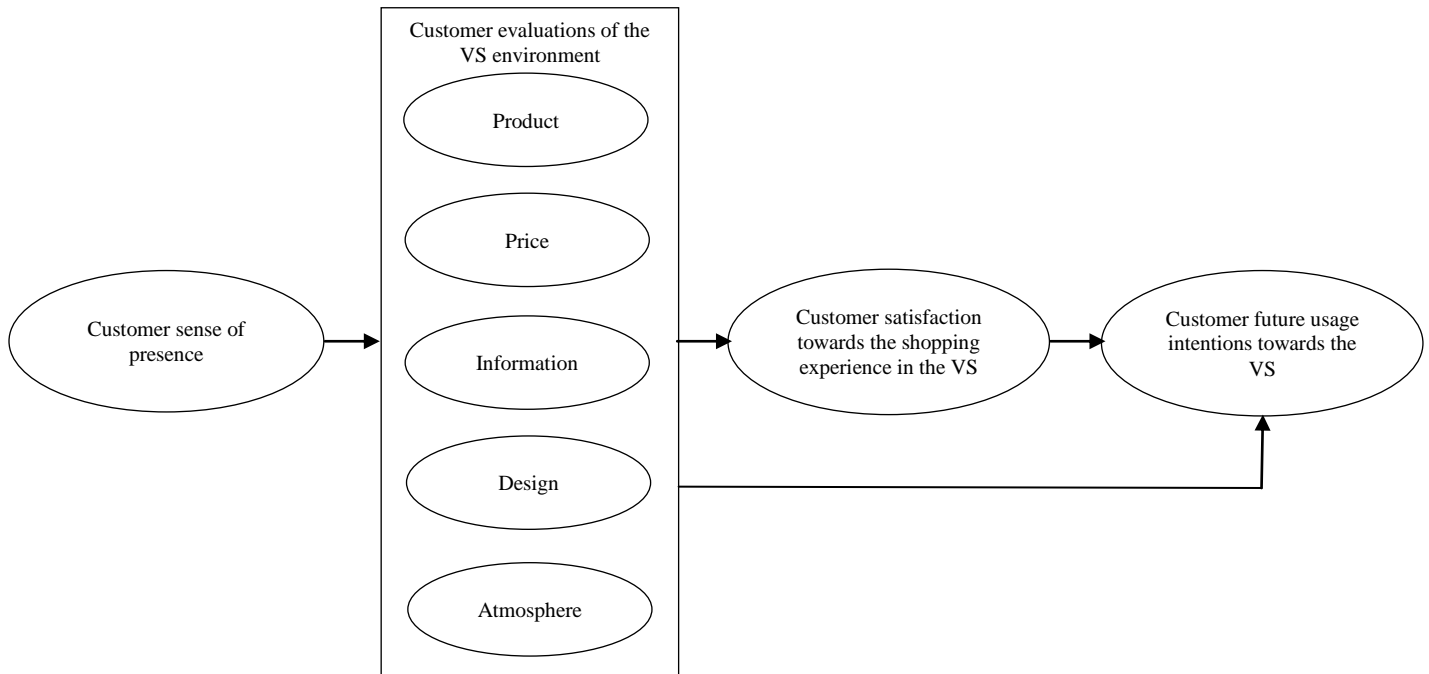 Customer evaluations of the
VS environment
Product
Price
Information
Design
Atmosphere
Customer sense of
presence
Customer satisfaction
towards the shopping
experience in the VS
Customer future usage
intentions towards the
VS